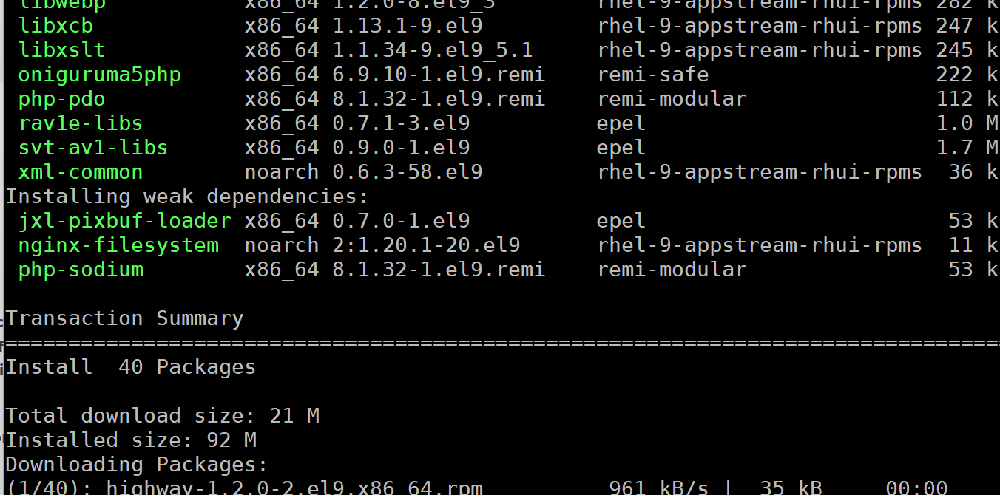 libwebp x86_64 1.2.0-8.el9_3 rhel-9-appstream-rhui-rpms 282 k
libxcb x86_64 1.13.1-9.el9 rhel-9-appstream-rhui-rpms 247 k
libxslt x86_64 1.1.34-9.el9_5.1 rhel-9-appstream-rhui-rpms 245 k
oniguruma5php x86_64 6.9.10-1.el9.remi remi-safe 222 k
php-pdo x86_64 8.1.32-1.el9.remi remi-modular 112 k
rav1e-libs x86_64 0.7.1-3.el9 epel 1.0 M
svt-av1-libs x86_64 0.9.0-1.el9 epel 1.7 M
xml-common noarch 0.6.3-58.el9 rhel-9-appstream-rhui-rpms 36 k
Installing weak dependencies:
jxl-pixbuf-loader x86_64 0.7.0-1.el9 epel 53 k
nginx-filesystem noarch 2:1.20.1-20.el9 rhel-9-appstream-rhui-rpms 11 k
php-sodium x86_64 8.1.32-1.el9.remi remi-modular 53 k
Transaction Summary
================================================================================
Install  40 Packages
Total download size: 21 M
Installed size: 92 M
Downloading Packages:
(1/40): highway-1.2.0-2.el9.x86_64.rpm 961 kB/s | 35 kB 00:00